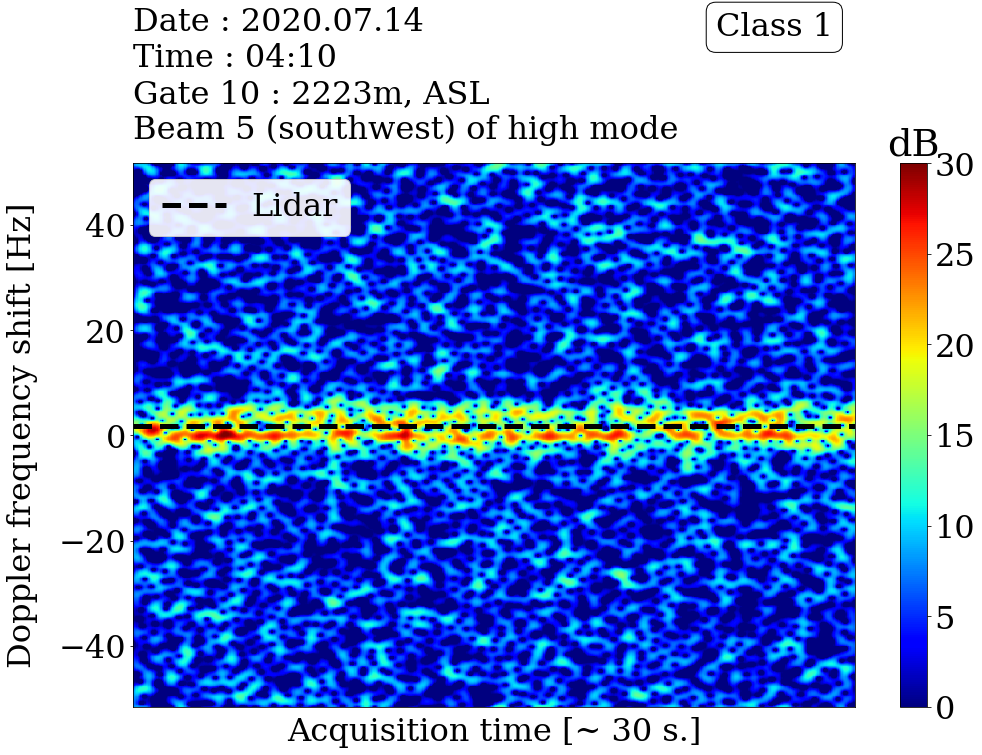 Date : 2020.07.14
Time : 04:10
Gate 10 : 2223m, ASL
Beam 5 (southwest) of high mode
Class 1
dB
Lidar
Doppler frequency shift [Hz]
40
20
0
−20
−40
Acquisition time [~ 30 s.]
30
25
20
15
10
5
0